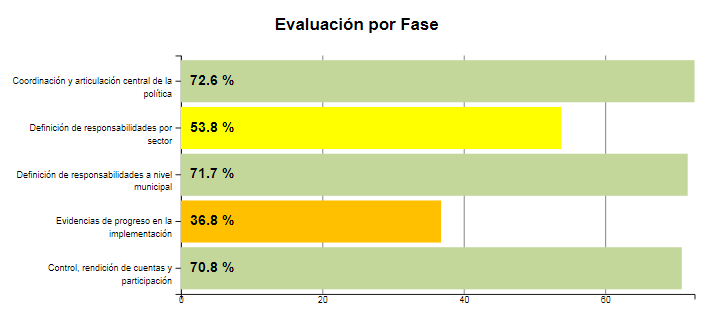 Evaluación por Fase
Coordinación y articulación central de la
política
72.6 %
Definición de responsabilidades por
sector
53.8 %
Definición de responsabilidades a nivel
municipal
71.7 %
Evidencias de progreso en la
implementación
36.8 %
Control, rendición de cuentas y
participación
70.8 %
0
20
40
60